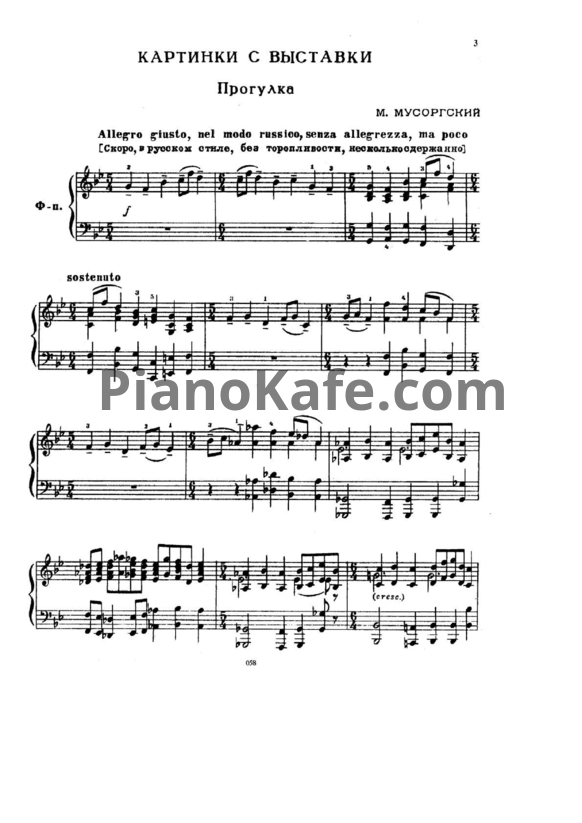 3
КАРТИНКИ С ВЫСТАВКИ
Прогулка
М. МУСОРГСКИЙ
Allegro giusto, nel modo russico, senza allegrezza, ma poco
[Скоро, в русском стиле, без торопливости, несколько сдержанно]
Ф-п.
f
sostenuto
PianoKafe.com
(cresc.)
058